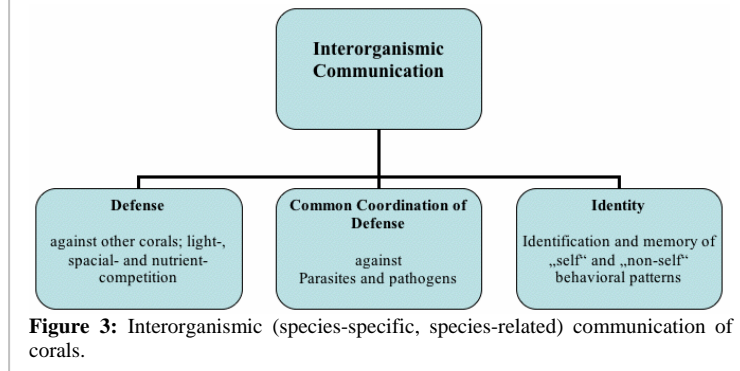 Interorganismic
Communication
Defense
against other corals; light-,
spacial- and nutrient-
competition
Common Coordination of
Defense
against
Parasites and pathogens
Identity
Identification and memory of
„self“ and „non-self“
behavioral patterns
Figure 3: Interorganismic (species-specific, species-related) communication of
corals.